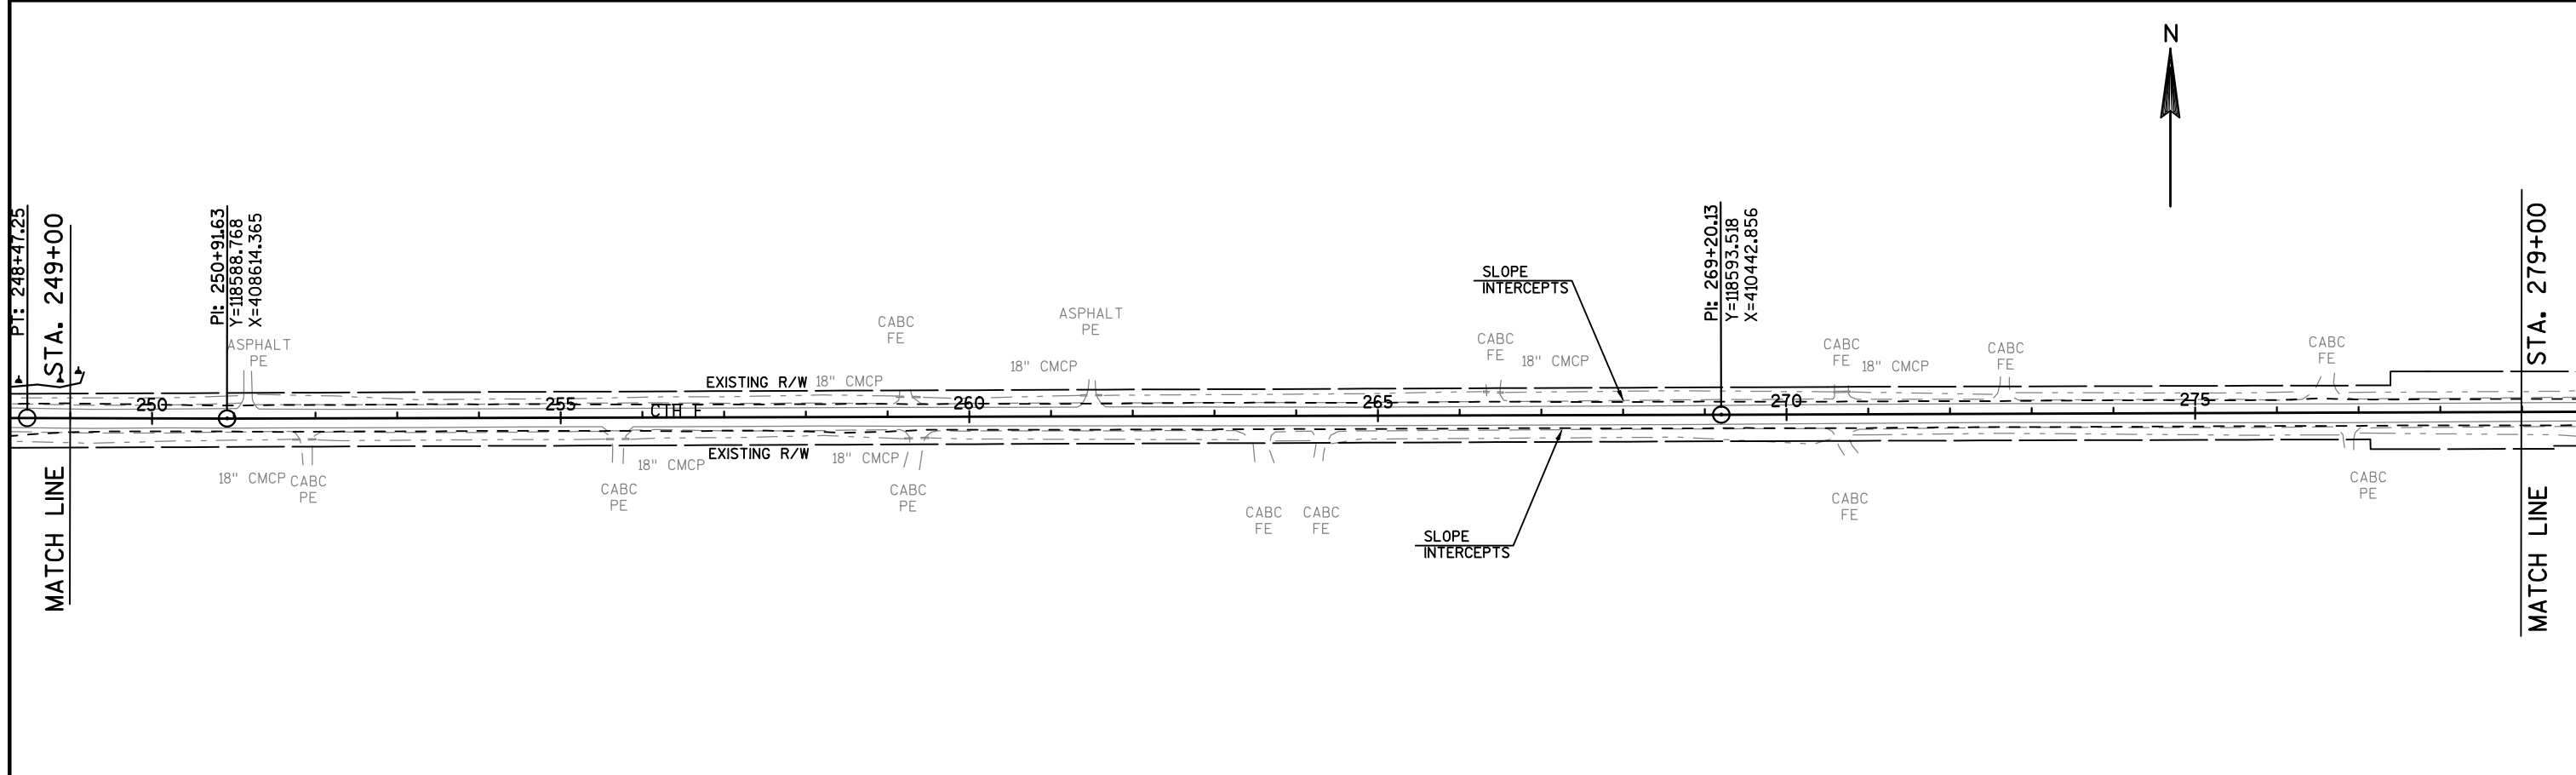 N
PT: 248+47.25
STA. 249+00
MATCH LINE
PI: 250+91.63
Y=118588.768
X=408614.365
ASPHALT
PE
CABC
FE
ASPHALT
PE
18" CMCP
EXISTING R/W
18" CMCP
SLOPE
INTERCEPTS
CABC
FE
18" CMCP
PI: 269+20.13
Y=118593.518
X=410442.856
CABC
FE
18" CMCP
CABC
FE
CABC
FE
STA. 279+00
MATCH LINE
250
255
CTH F
260
265
270
275
18" CMCP
CABC
PE
CABC
PE
18" CMCP
EXISTING R/W
18" CMCP
CABC
PE
CABC
FE
CABC
FE
SLOPE
INTERCEPTS
CABC
FE
CABC
PE